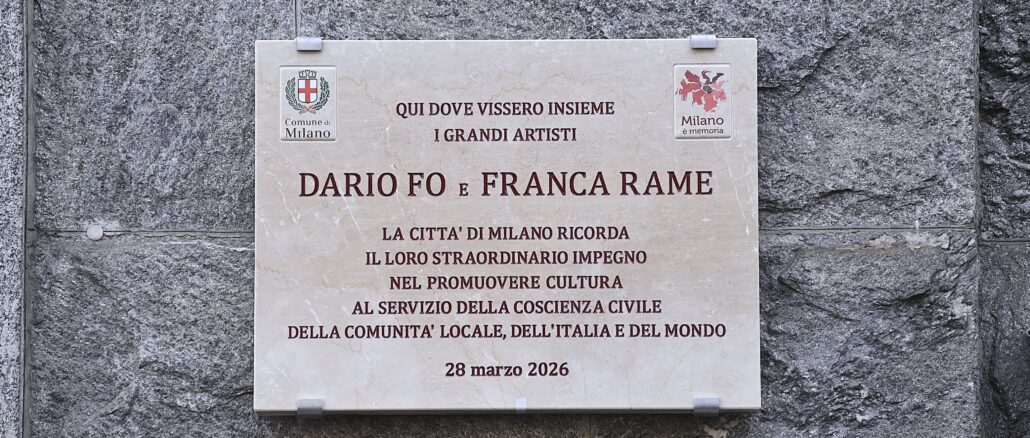 Comune di
Milano
Milano
è memoria
QUI DOVE VISSERO INSIEME
I GRANDI ARTISTI
DARIO FO E FRANCA RAME
LA CITTA' DI MILANO RICORDA
IL LORO STRAORDINARIO IMPEGNO
NEL PROMUOVERE CULTURA
AL SERVIZIO DELLA COSCIENZA CIVILE
DELLA COMUNITA' LOCALE, DELL'ITALIA E DEL MONDO
28 marzo 2026